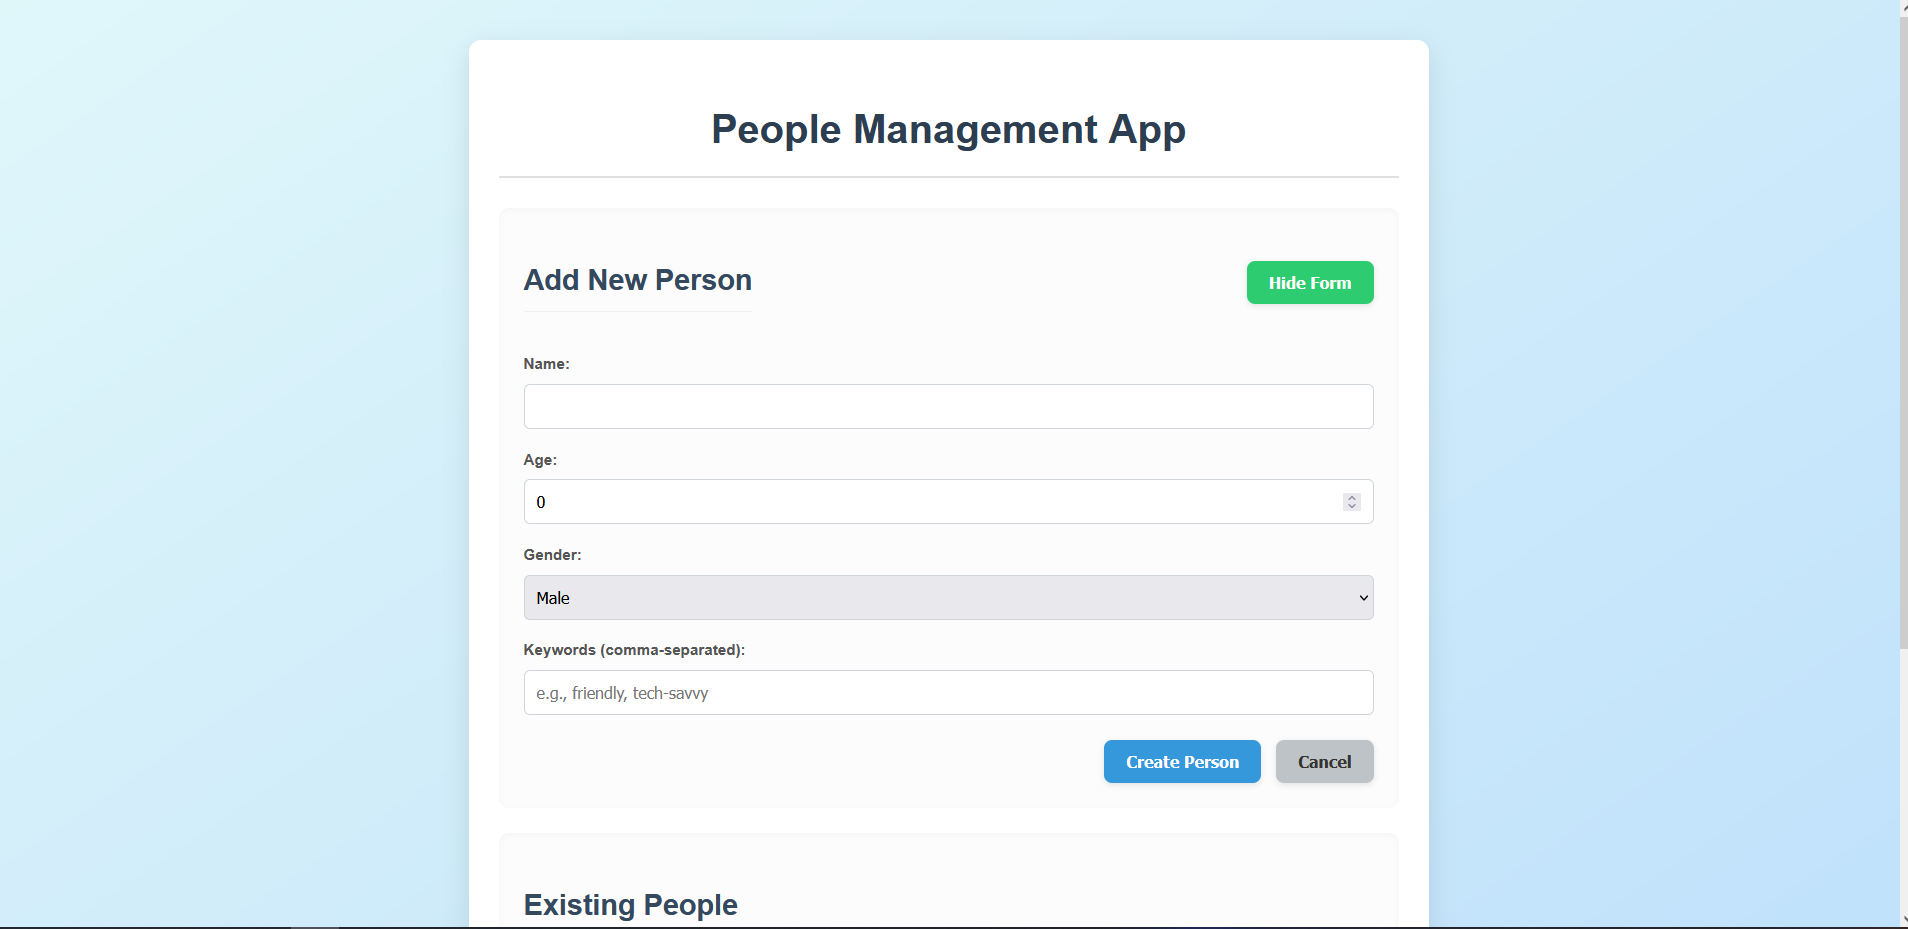 People Management App
Add New Person
Hide Form
Name:
Age:
0
Gender:
Male
Keywords (comma-separated):
e.g., friendly, tech-savvy
Create Person
Cancel
Existing People